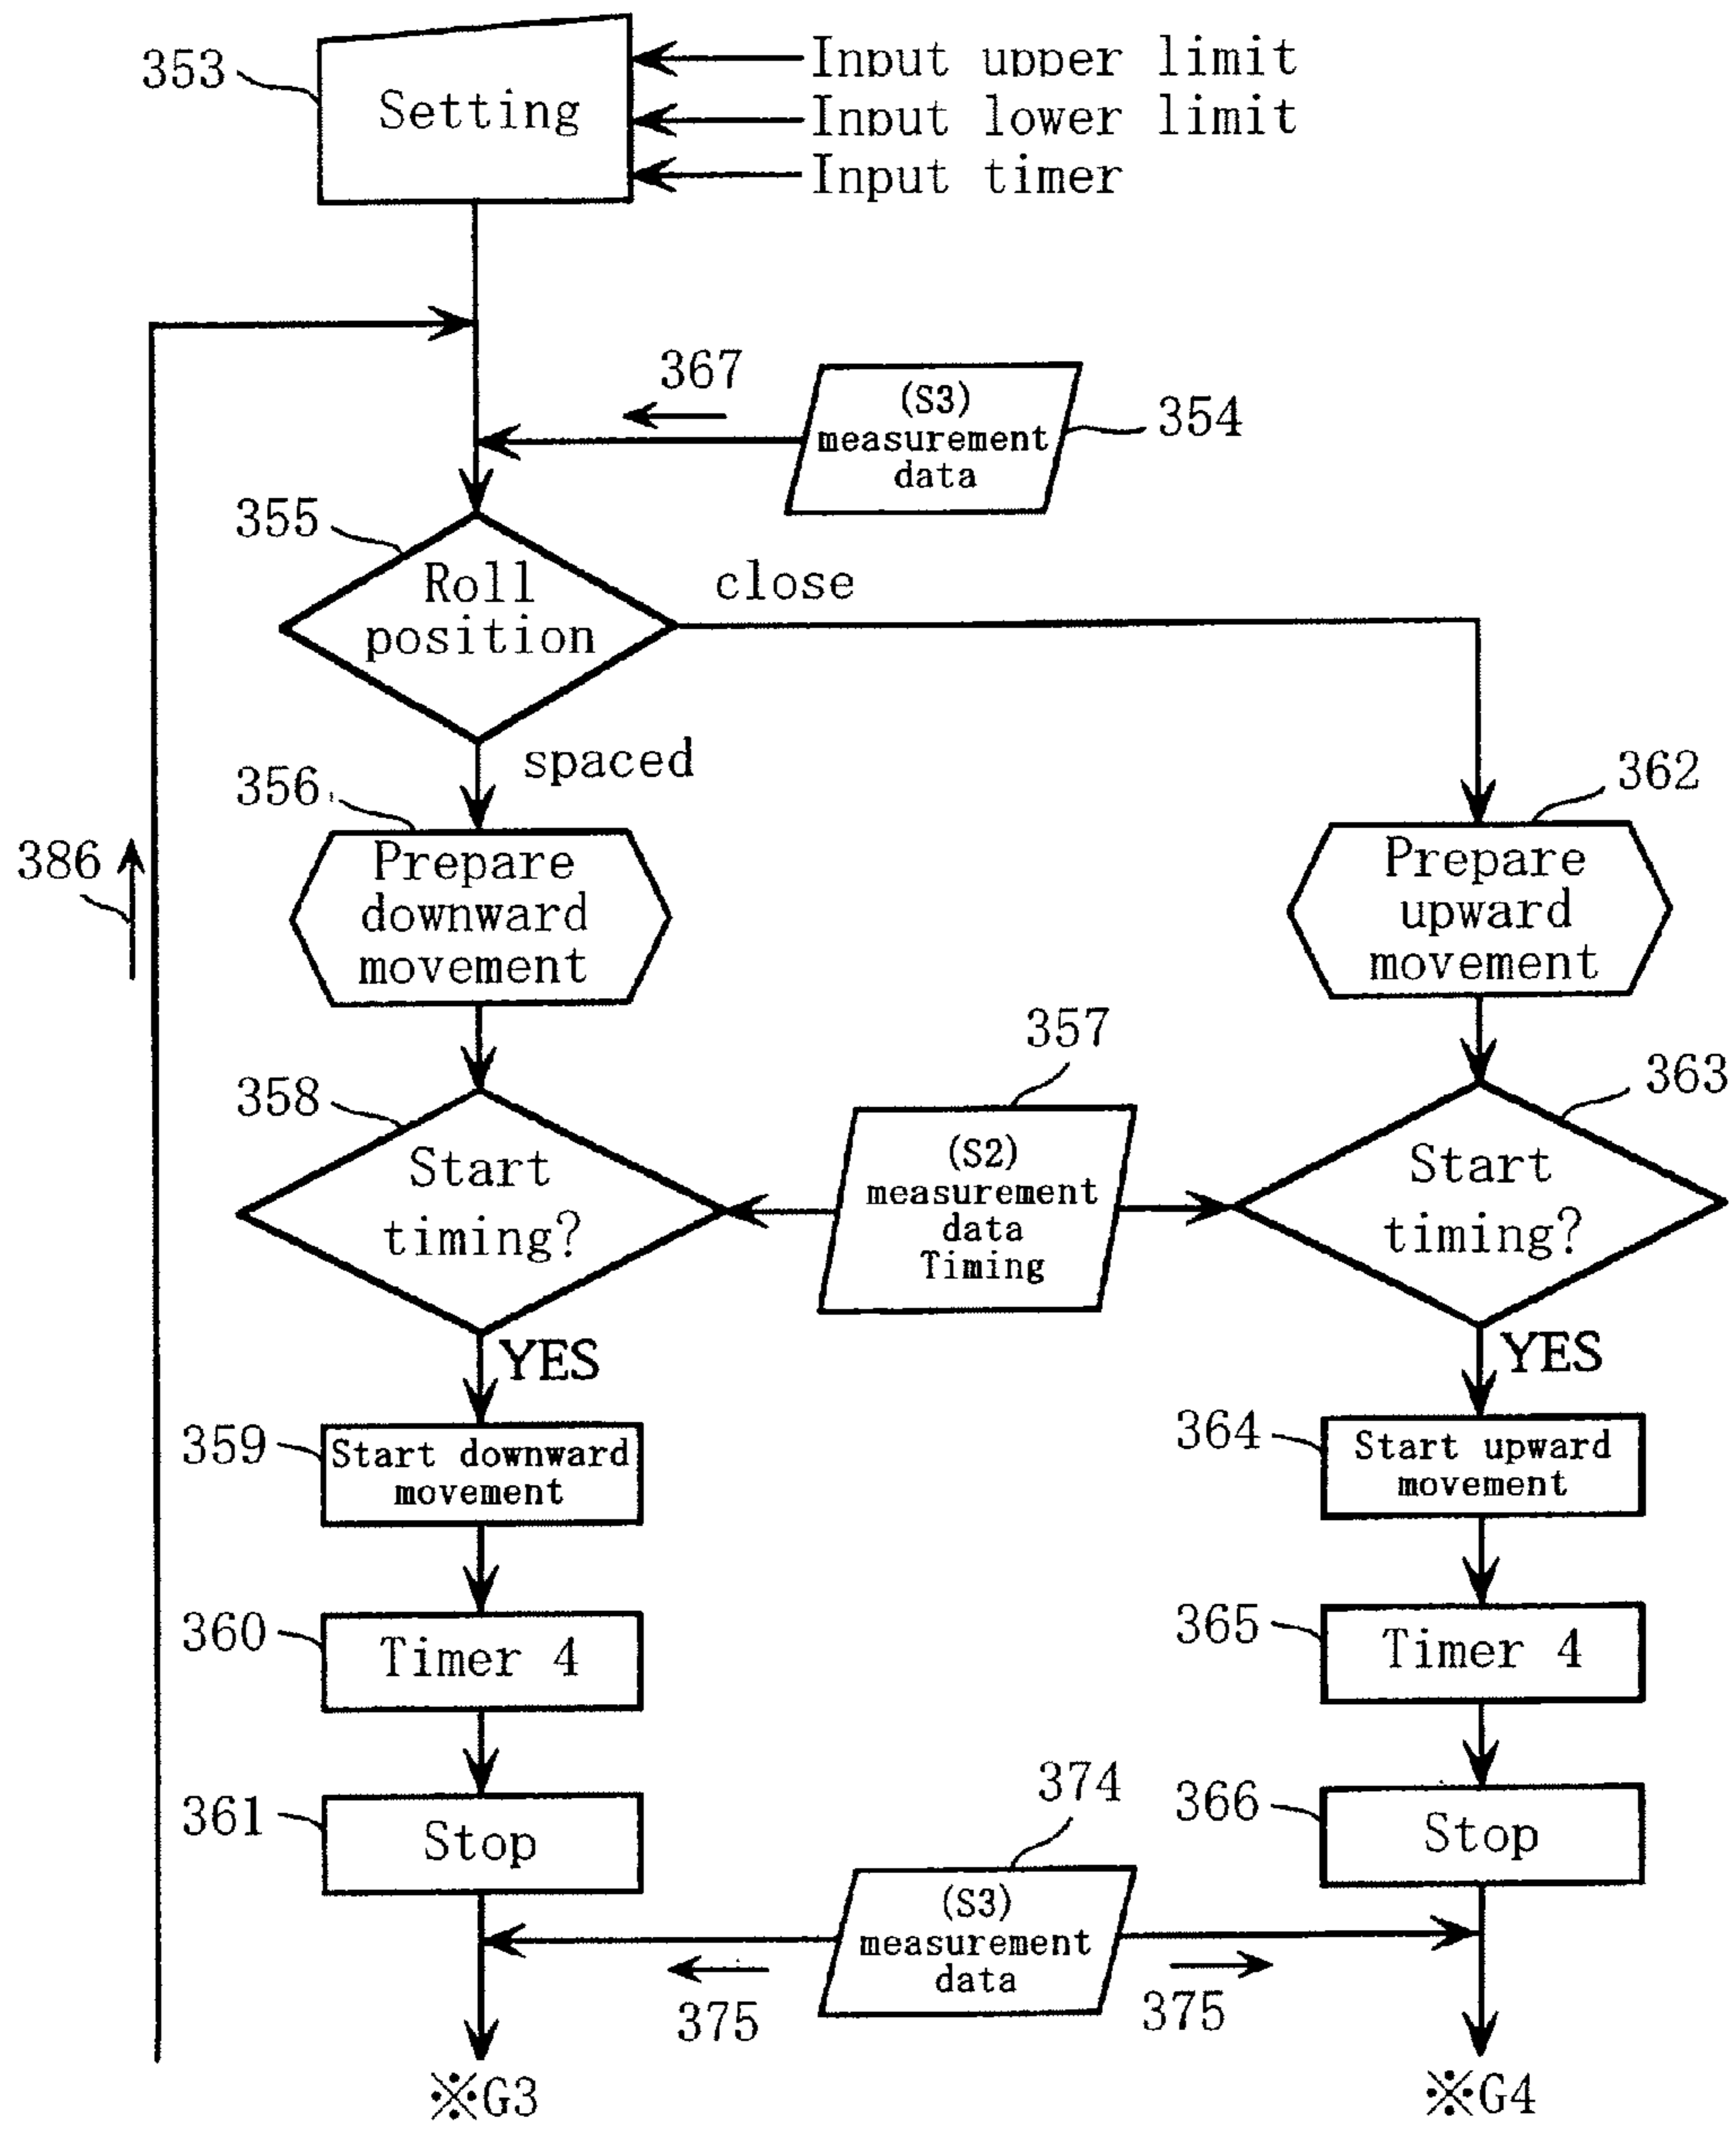 353
Setting
Input upper limit
Input lower limit
Input timer
367
(S3)
measurement
data
354
355
Roll
position
close
spaced
356
Prepare
downward
movement
362
Prepare
upward
movement
386
357
(S2)
measurement
data
Timing
358
Start
timing?
363
Start
timing?
YES
YES
359
Start downward
movement
364
Start upward
movement
360
Timer 4
365
Timer 4
361
Stop
366
Stop
374
(S3)
measurement
data
375
375
※G3
※G4